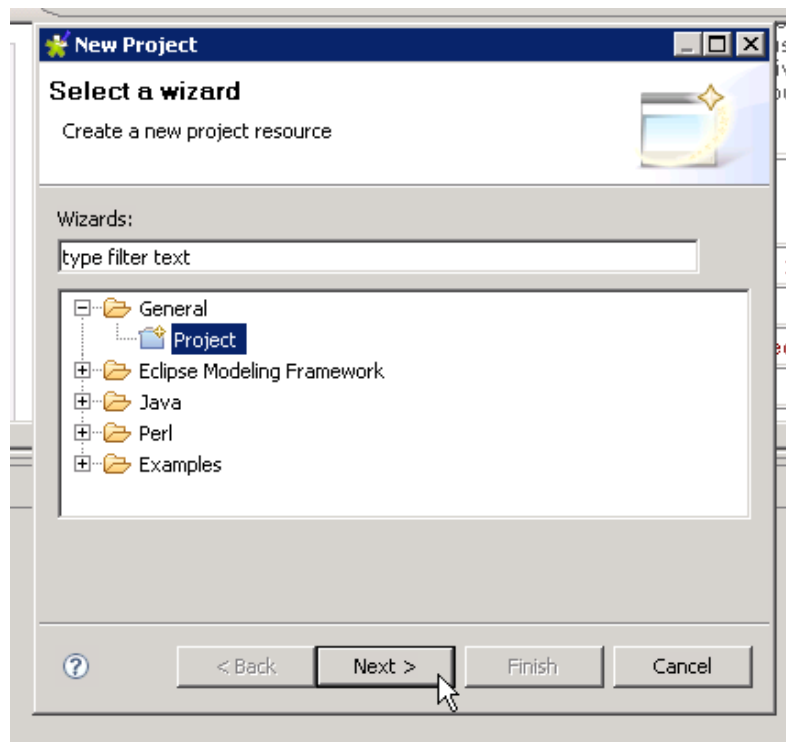 New Project
Select a wizard
Create a new project resource
Wizards:
type filter text
General
Project
Eclipse Modeling Framework
Java
Perl
Examples
< Back Next > Finish Cancel